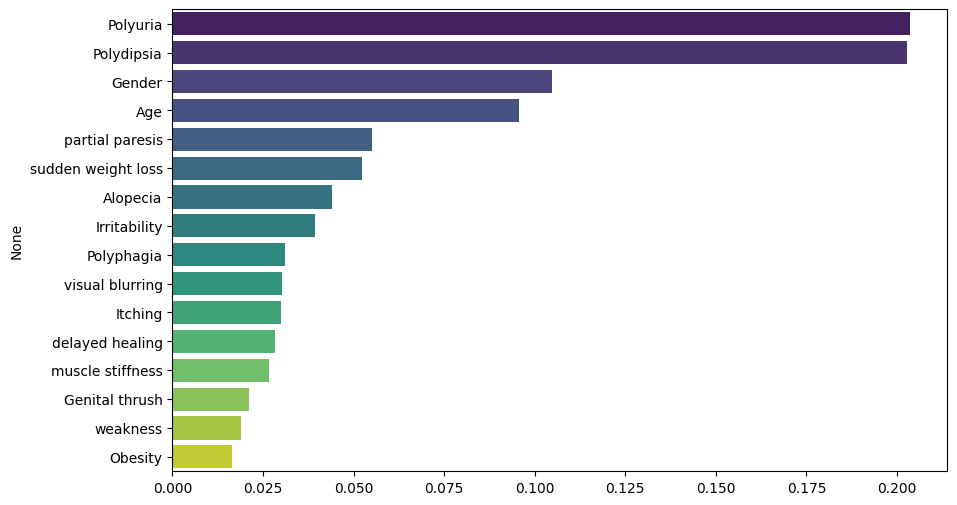 Polyuria
Polydipsia
Gender
Age
partial paresis
sudden weight loss
Alopecia
Irritability
Polyphagia
visual blurring
Itching
delayed healing
muscle stiffness
Genital thrush
weakness
Obesity
None
0.000 0.025 0.050 0.075 0.100 0.125 0.150 0.175 0.200